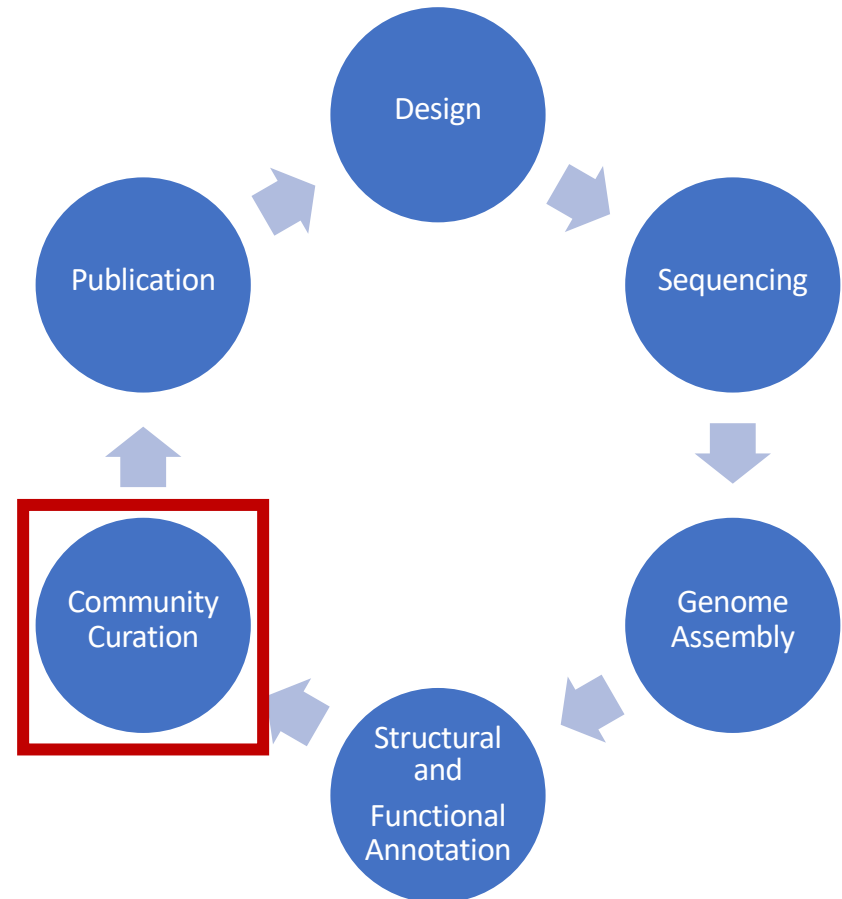 Design
Sequencing
Genome
Assembly
Structural
and
Functional
Annotation
Community
Curation
Publication